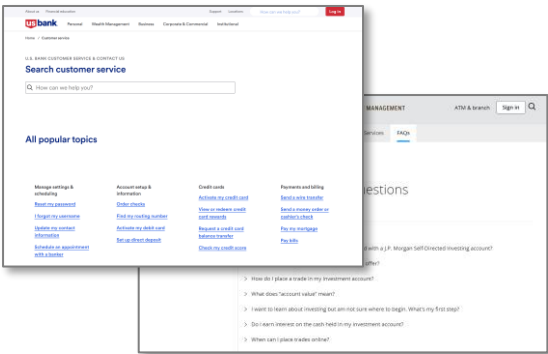 About us Financial education Support Locations How can we help you? Log in
usbank Personal Wealth Management Business Corporate & Commercial Institutional
Home / Customer service
U.S. BANK CUSTOMER SERVICE & CONTACT US
Search customer service
How can we help you?
All popular topics
Manage settings & scheduling
Reset my password
I forgot my username
Update my contact
information
Schedule an appointment
with a banker
Account setup &
information
Order checks
Find my routing number
Activate my debit card
Set up direct deposit
Credit cards
Activate my credit card
View or redeem credit
card rewards
Request a credit card
balance transfer
Check my credit score
Payments and billing
Send a wire transfer
Send a money order or
cashier's check
Pay my mortgage
Pay bills
MANAGEMENT ATM & branch Sign in
Services FAQs
estions
d with a J.P. Morgan Self-Directed Investing account?
offer?
How do I place a trade in my investment account?
What does "account value" mean?
I want to learn about investing but am not sure where to begin. What's my first step?
Do I earn interest on the cash held in my investment account?
When can I place trades online?